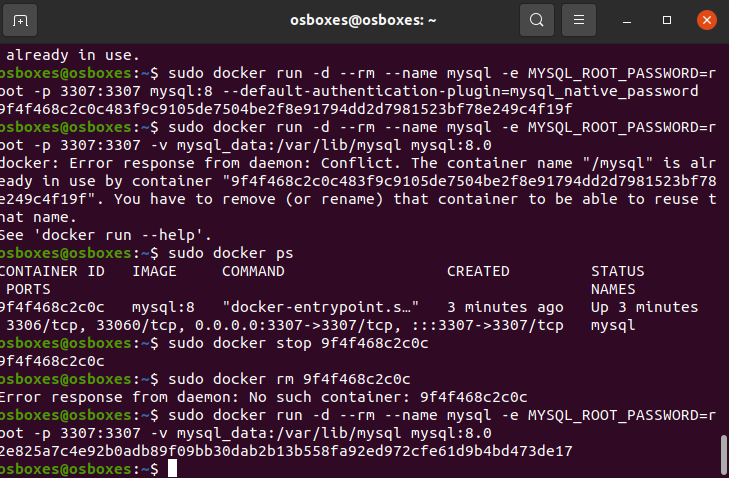 osboxes@osboxes: ~
already in use.
osboxes@osboxes:~$ sudo docker run -d --rm --name mysql -e MYSQL_ROOT_PASSWORD=r
oot -p 3307:3307 mysql:8 --default-authentication-plugin=mysql_native_password
9f4f468c2c0c483f9c9105de7504be2f8e91794dd2d7981523bf78e249c4f19f
osboxes@osboxes:~$ sudo docker run -d --rm --name mysql -e MYSQL_ROOT_PASSWORD=r
oot -p 3307:3307 -v mysql_data:/var/lib/mysql mysql:8.0
docker: Error response from daemon: Conflict. The container name "/mysql" is alr
eady in use by container "9f4f468c2c0c483f9c9105de7504be2f8e91794dd2d7981523bf78
e249c4f19f". You have to remove (or rename) that container to be able to reuse t
hat name.
See 'docker run --help'.
osboxes@osboxes:~$ sudo docker ps
CONTAINER ID   IMAGE     COMMAND                  CREATED         STATUS
 PORTS                                                            NAMES
9f4f468c2c0c   mysql:8   "docker-entrypoint.s…"   3 minutes ago   Up 3 minutes
 3306/tcp, 33060/tcp, 0.0.0.0:3307->3307/tcp, :::3307->3307/tcp   mysql
osboxes@osboxes:~$ sudo docker stop 9f4f468c2c0c
9f4f468c2c0c
osboxes@osboxes:~$ sudo docker rm 9f4f468c2c0c
Error response from daemon: No such container: 9f4f468c2c0c
osboxes@osboxes:~$ sudo docker run -d --rm --name mysql -e MYSQL_ROOT_PASSWORD=r
oot -p 3307:3307 -v mysql_data:/var/lib/mysql mysql:8.0
2e825a7c4e92b0adb89f09bb30dab2b13b558fa92ed972cfe61d9b4bd473de17
osboxes@osboxes:~$